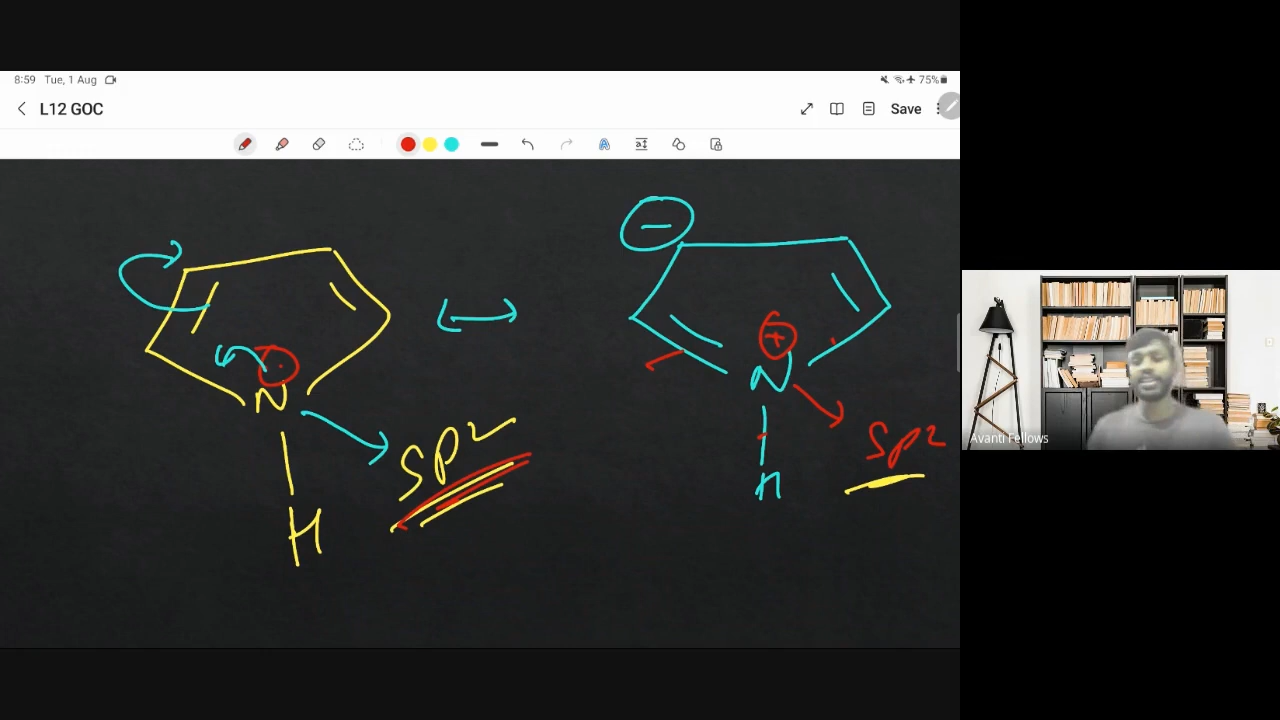 8:59 Tue, 1 Aug 75%
L12 GOC
Save
−
+
N
N
SP2
SP2
H
H
Avanti Fellows